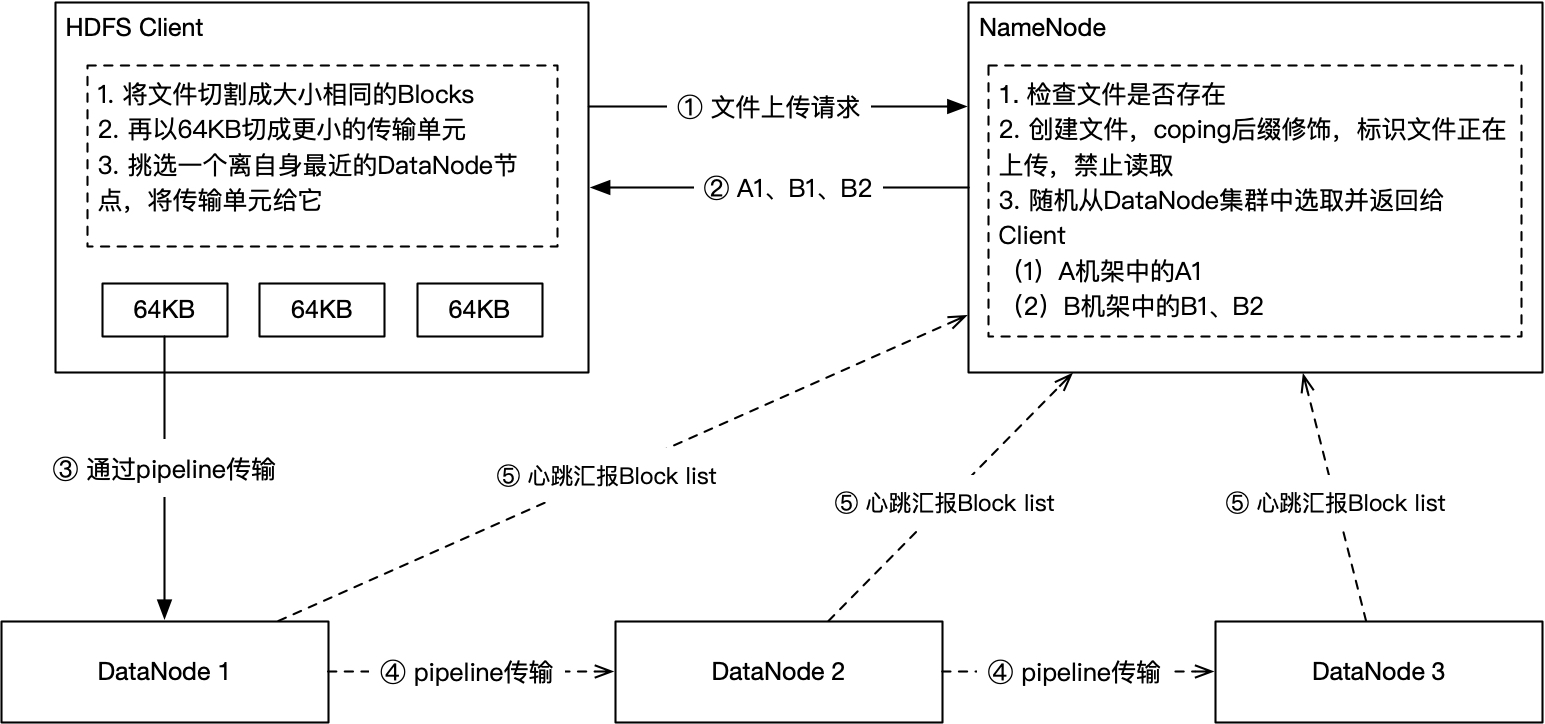 HDFS Client
1. 将文件切割成大小相同的Blocks
2. 再以64KB切成更小的传输单元
3. 挑选一个离自身最近的DataNode节
点，将传输单元给它
64KB
64KB
64KB
① 文件上传请求
② A1、B1、B2
NameNode
1. 检查文件是否存在
2. 创建文件，coping后缀修饰，标识文件正在
上传，禁止读取
3. 随机从DataNode集群中选取并返回给
Client
（1）A机架中的A1
（2）B机架中的B1、B2
③ 通过pipeline传输
⑤ 心跳汇报Block list
⑤ 心跳汇报Block list
⑤ 心跳汇报Block list
DataNode 1
④ pipeline传输
DataNode 2
④ pipeline传输
DataNode 3